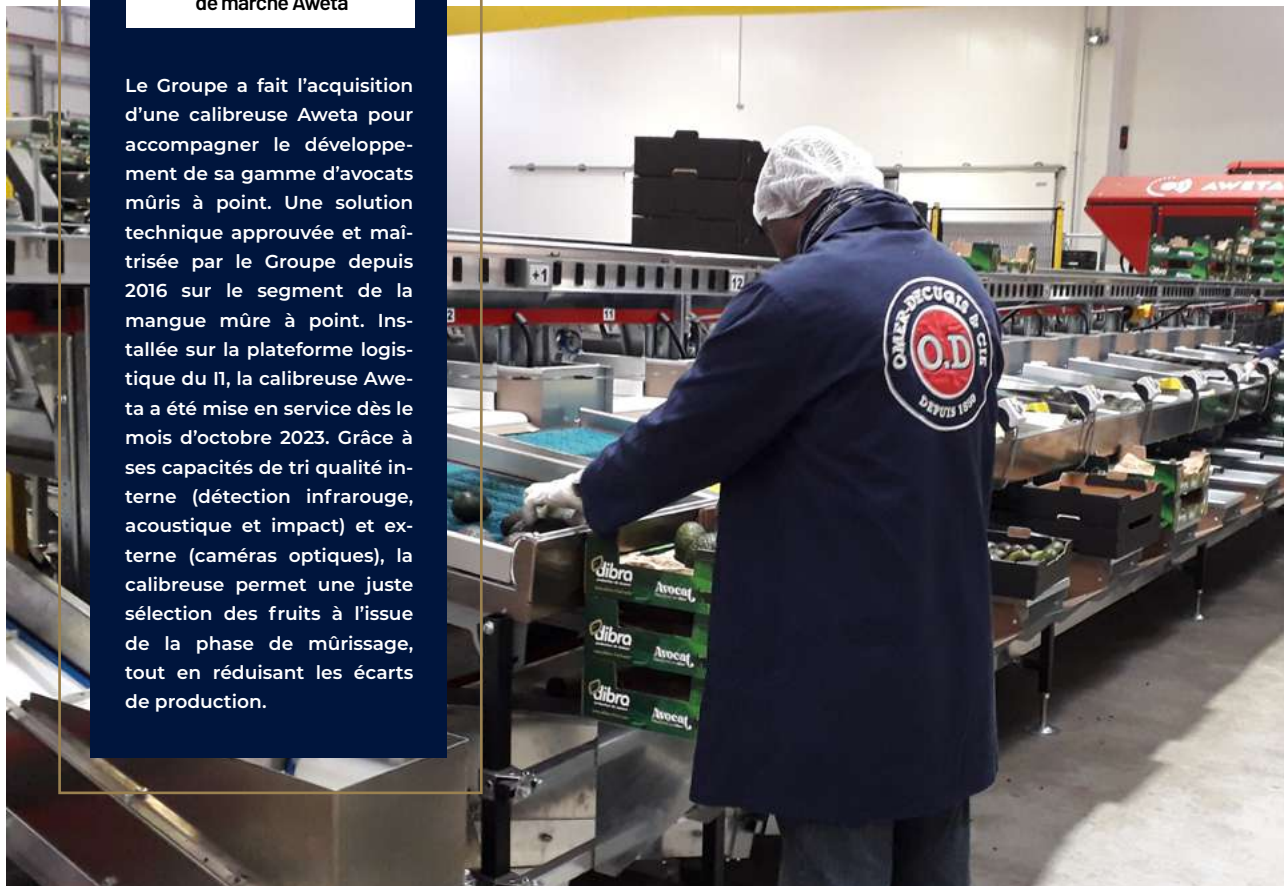 de marche Aweta
Le Groupe a fait l'acquisition
d'une calibreuse Aweta pour
accompagner le développe-
ment de sa gamme d'avocats
mûris à point. Une solution
technique approuvée et maî-
trisée par le Groupe depuis
2016 sur le segment de la
mangue mûre à point. Ins-
tallée sur la plateforme logis-
tique du I1, la calibreuse Awe-
ta a été mise en service dès le
mois d'octobre 2023. Grâce à
ses capacités de tri qualité in-
terne (détection infrarouge,
acoustique et impact) et ex-
terne (caméras optiques), la
calibreuse permet une juste
sélection des fruits à l'issue
de la phase de mûrissage,
tout en réduisant les écarts
de production.
AWETA
+1
12
11
OMER-DECUGIS & CIE
O.D
DEPUIS 1850
dibra
Avocat
dibra
Avocat
dibra
Avocat